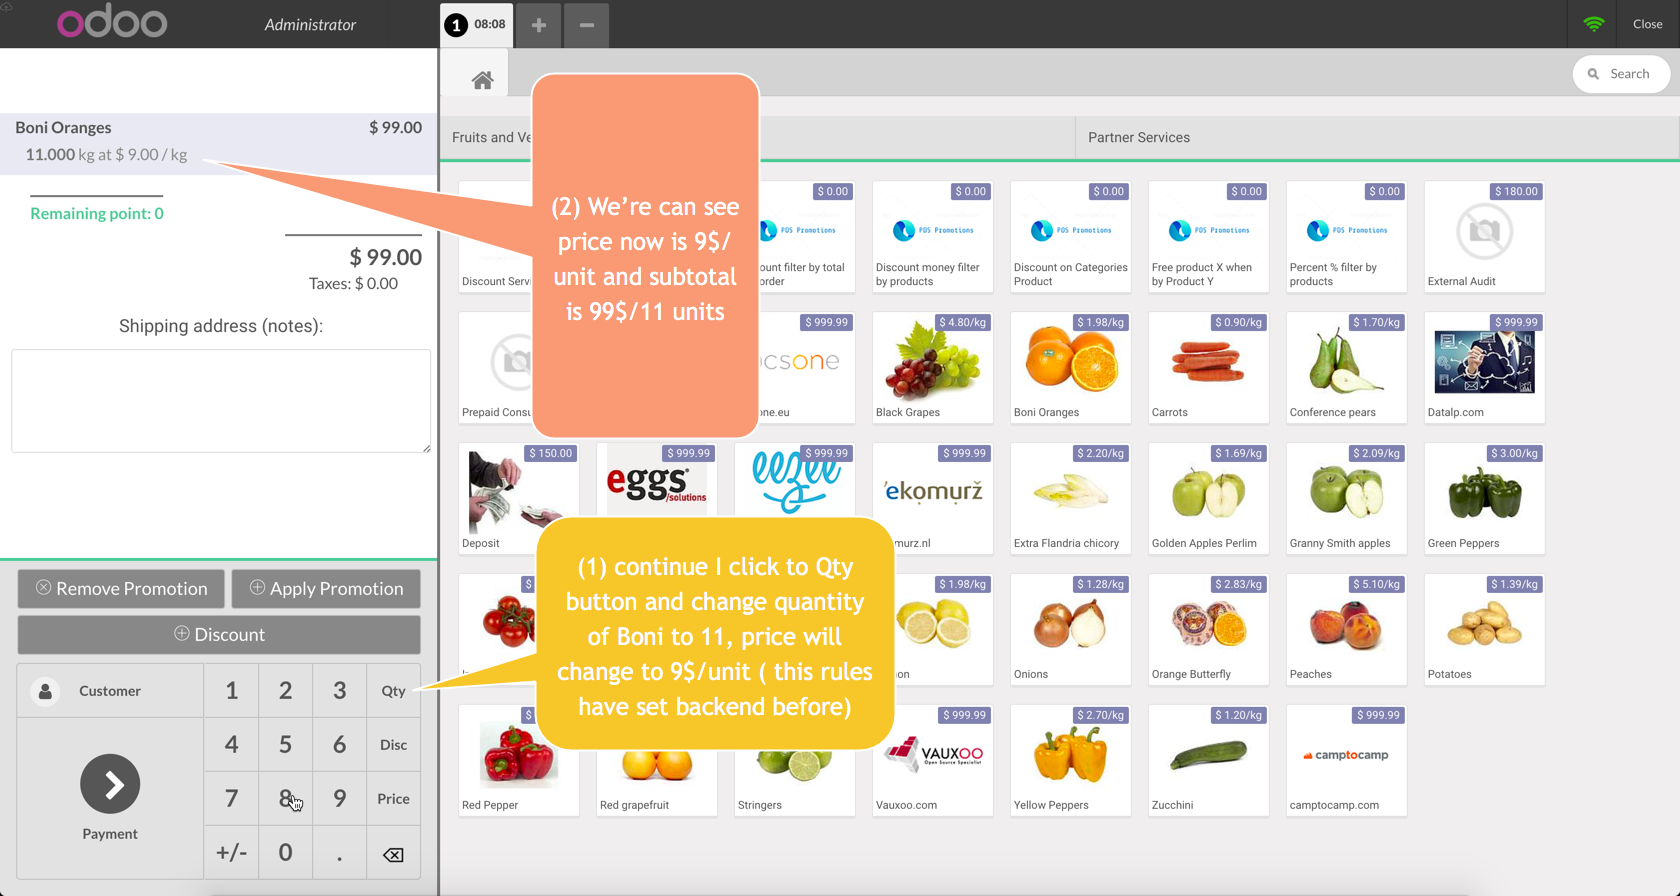 odoo
Administrator
1 08:08
Close
Search
Boni Oranges $ 99.00
11.000 kg at $ 9.00 / kg
Remaining point: 0
$ 99.00
Taxes: $ 0.00
Shipping address (notes):
Remove Promotion
Apply Promotion
Discount
Customer
Payment
1 2 3 Qty
4 5 6 Disc
7 8 9 Price
+/- 0 .
Fruits and
Partner Services
(2) We're can see
price now is 9$/
unit and subtotal
is 99$/11 units
(1) continue I click to Qty
button and change quantity
of Boni to 11, price will
change to 9$/unit ( this rules
have set backend before)
Discount
$ 0.00
POS Promotions
filter by total
order
$ 0.00
POS Promotions
Discount money filter
by products
$ 0.00
POS Promotions
Discount on Categories
Product
$ 0.00
POS Promotions
Free product X when
by Product Y
$ 0.00
POS Promotions
Percent % filter by
products
$ 180.00
External Audit
Prepaid
$ 999.99
csone
ne.eu
$ 4.80/kg
Black Grapes
$ 1.98/kg
Boni Oranges
$ 0.90/kg
Carrots
$ 1.70/kg
Conference pears
$ 999.99
Datalp.com
$ 150.00
Deposit
$ 999.99
eggs
/solutions
$ 999.99
eezee
$ 999.99
'ekomurż
murz.nl
$ 2.20/kg
Extra Flandria chicory
$ 1.69/kg
Golden Apples Perlim
$ 2.09/kg
Granny Smith apples
$ 3.00/kg
Green Peppers
$
$ 1.98/kg
on
$ 1.28/kg
Onions
$ 2.83/kg
Orange Butterfly
$ 5.10/kg
Peaches
$ 1.39/kg
Potatoes
$
Red Pepper
Red grapefruit
Stringers
$ 999.99
VAUXOO
Open Source Specialist
Vauxoo.com
$ 2.70/kg
Yellow Peppers
$ 1.20/kg
Zucchini
$ 999.99
camptocamp
camptocamp.com